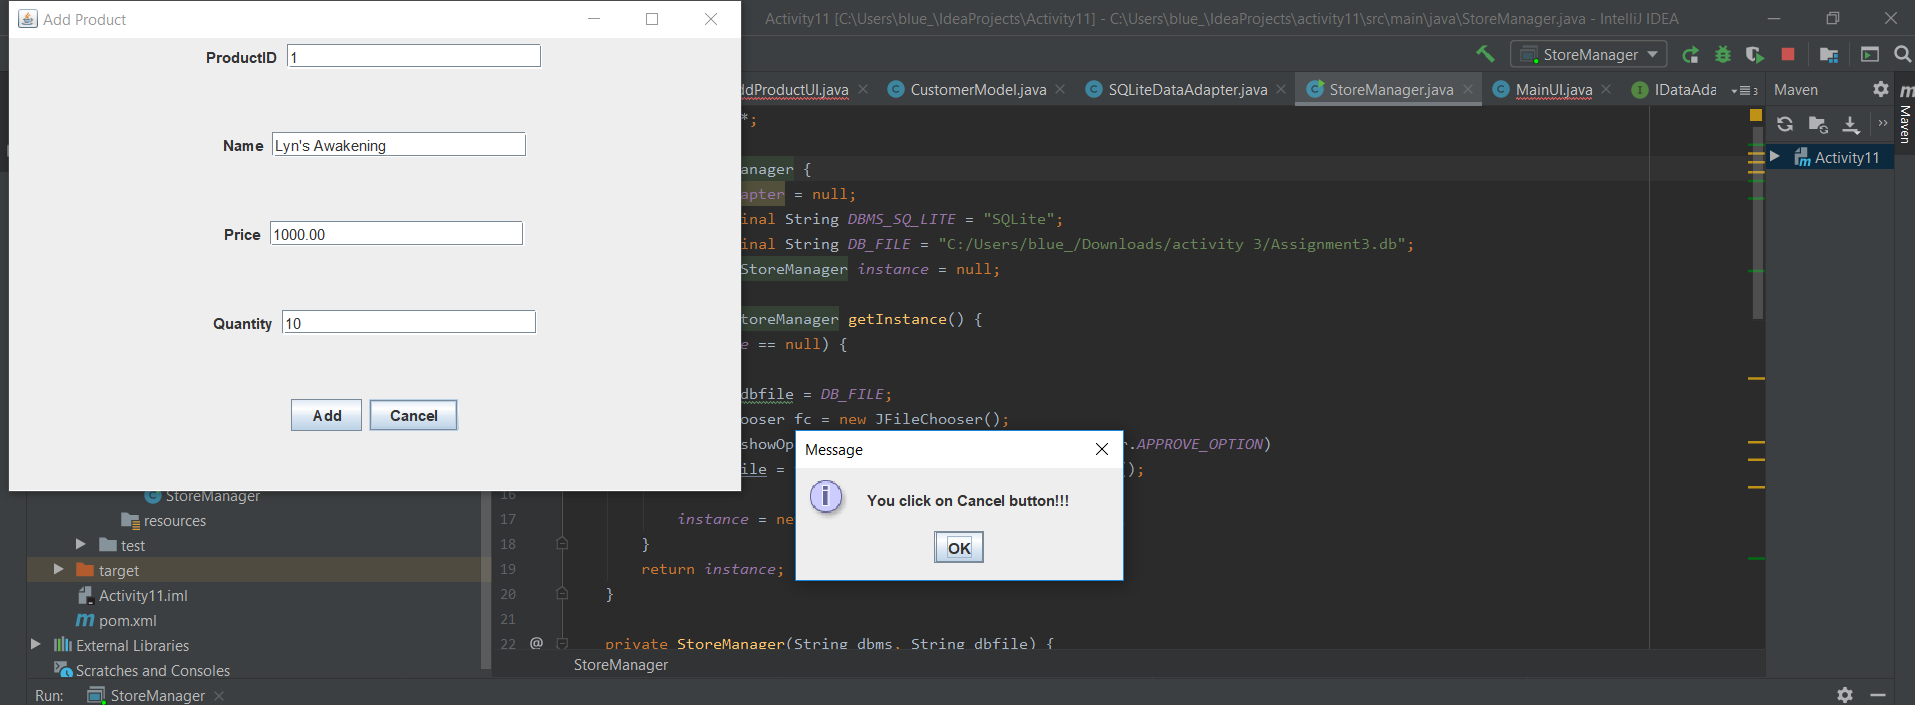 Add Product
Activity11 [C:\Users\blue_\IdeaProjects\Activity11] - C:\Users\blue_\IdeaProjects\activity11\src\main\java\StoreManager.java - IntelliJ IDEA
ProductID 1
Name Lyn's Awakening
Price 1000.00
Quantity 10
Add Cancel
StoreManager
ddProductUI.java CustomerModel.java SQLiteDataAdapter.java StoreManager.java MainUI.java IDataAda 3 Maven
Maven
Activity11
*;
anager {
apter = null;
inal String DBMS_SQ_LITE = "SQLite";
inal String DB_FILE = "C:/Users/blue_/Downloads/activity 3/Assignment3.db";
StoreManager instance = null;
toreManager getInstance() {
e == null) {
dbfile = DB_FILE;
ooser fc = new JFileChooser();
showOp r.APPROVE_OPTION)
ile = );
16
17 instance = ne
18 }
19 return instance;
20 }
21
22 @ private StoreManager(String dbms, String dbfile) {
StoreManager
Message
You click on Cancel button!!!
OK
StoreManager
resources
test
target
Activity11.iml
pom.xml
External Libraries
Scratches and Consoles
Run: StoreManager